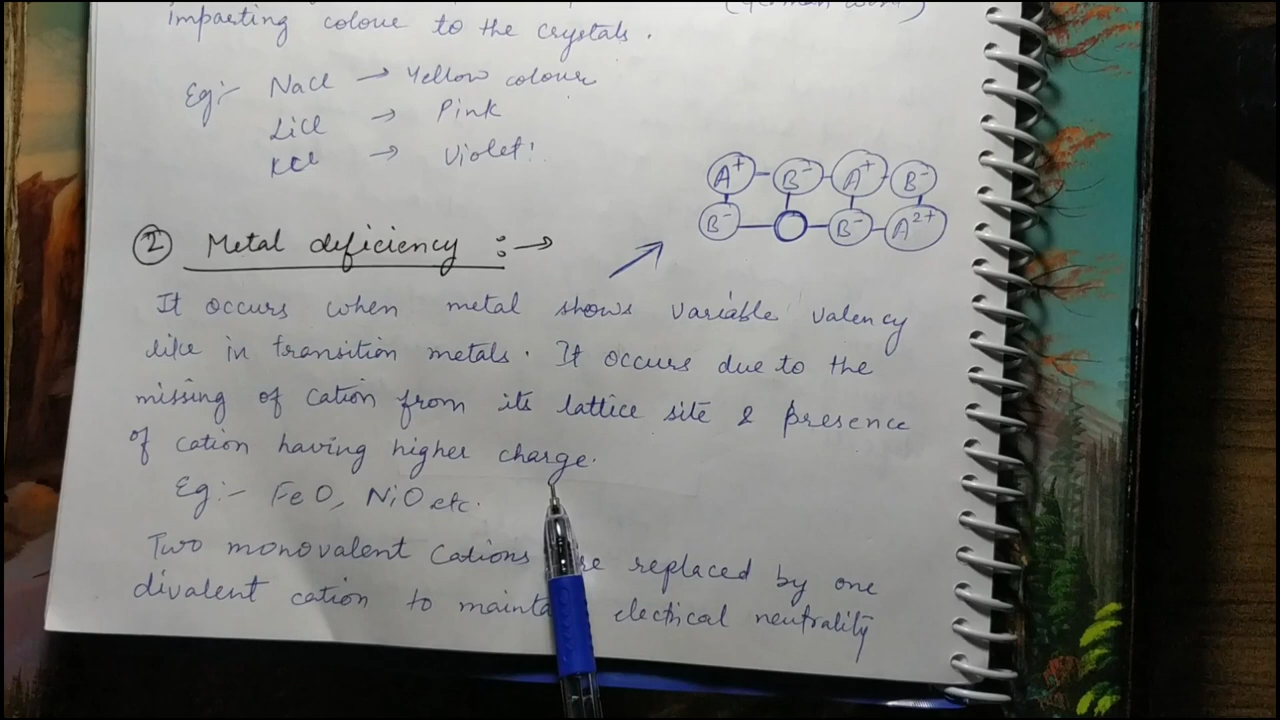 imparting colour to the crystals.
Eg:- NaCl → Yellow colour
LiCl → Pink
KCl → Violet!
A⁺ B⁻ A⁺ B⁻
B⁻ B⁻ A²⁺
② Metal deficiency :→
It occurs when metal shows variable valency
like in transition metals. It occurs due to the
missing of cation from its lattice site & presence
of cation having higher charge.
Eg:- FeO, NiO etc.
Two monovalent cations replaced by one
divalent cation to electrical neutrality